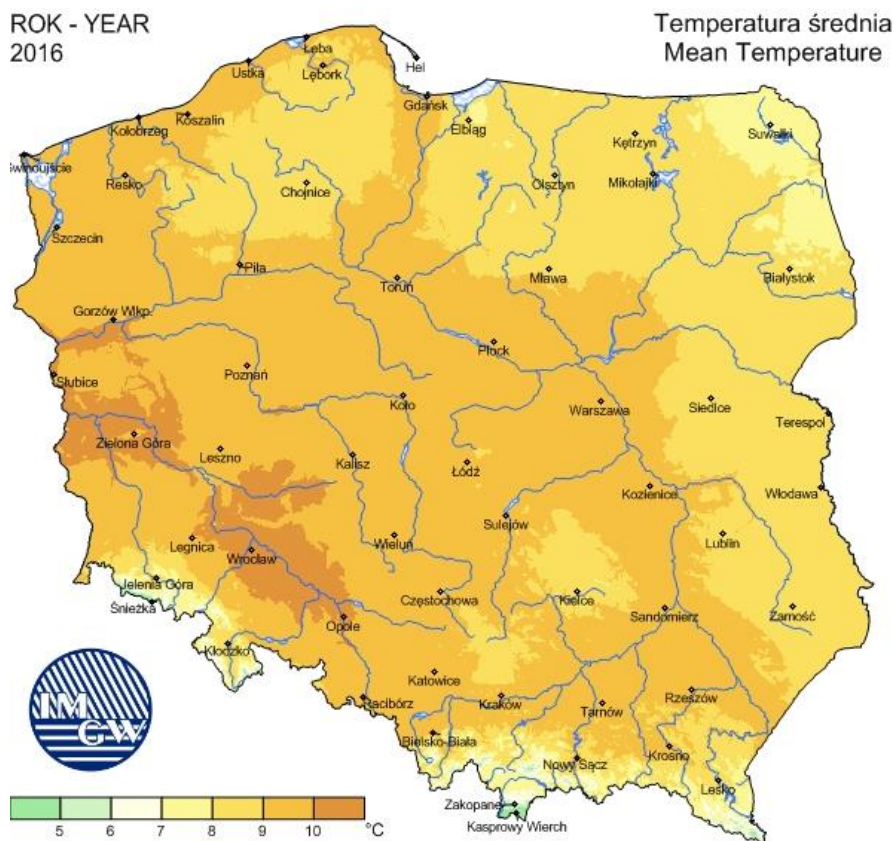 ROK - YEAR
2016
Temperatura średnia
Mean Temperature
Łeba
Hel
Ustka
Lębork
Gdańsk
Koszalin
Kołobrzeg
Elbląg
Suwałki
Kętrzyn
Świnoujście
Resko
Chojnice
Olsztyn
Mikołajki
Szczecin
Piła
Toruń
Mława
Białystok
Gorzów Wlkp.
Płock
Słubice
Poznań
Koło
Warszawa
Siedlce
Terespol
Zielona Góra
Leszno
Kalisz
Łódź
Kozienice
Włodawa
Sulejów
Legnica
Wrocław
Wieluń
Lublin
Jelenia Góra
Śnieżka
Częstochowa
Kielce
Sandomierz
Zamość
Opole
Kłodzko
Katowice
Racibórz
Kraków
Tarnów
Rzeszów
Bielsko-Biała
Nowy Sącz
Krosno
Lesko
Zakopane
Kasprowy Wierch
IM
GW
5 6 7 8 9 10 °C